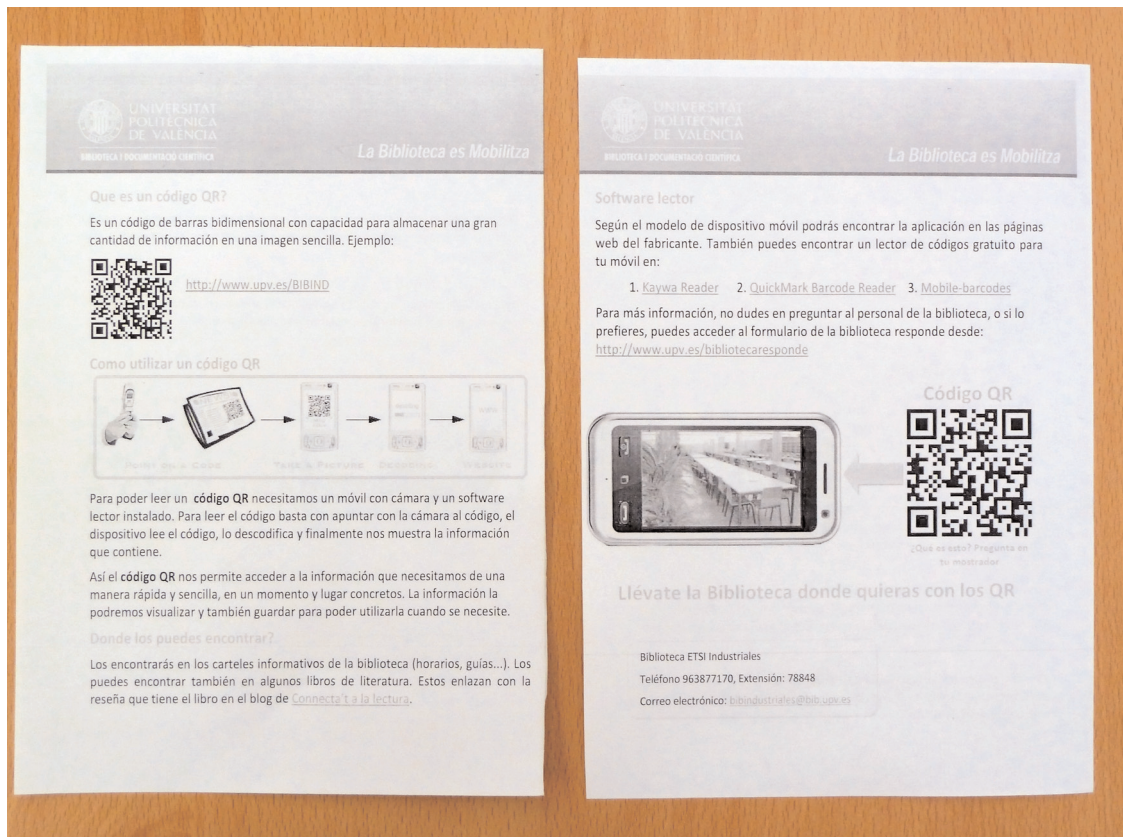 UNIVERSITAT
POLITÈCNICA
DE VALÈNCIA
BIBLIOTECA I DOCUMENTACIÓ CIENTÍFICA
La Biblioteca es Mobilitza
Que es un código QR?
Es un código de barras bidimensional con capacidad para almacenar una gran
cantidad de información en una imagen sencilla. Ejemplo:
http://www.upv.es/BIBIND
Como utilizar un código QR
POINT ON A CODE TAKE A PICTURE DECODING WEBSITE
Para poder leer un código QR necesitamos un móvil con cámara y un software
lector instalado. Para leer el código basta con apuntar con la cámara al código, el
dispositivo lee el código, lo descodifica y finalmente nos muestra la información
que contiene.
Así el código QR nos permite acceder a la información que necesitamos de una
manera rápida y sencilla, en un momento y lugar concretos. La información la
podremos visualizar y también guardar para poder utilizarla cuando se necesite.
Donde los puedes encontrar?
Los encontrarás en los carteles informativos de la biblioteca (horarios, guías...). Los
puedes encontrar también en algunos libros de literatura. Estos enlazan con la
reseña que tiene el libro en el blog de Connecta´t a la lectura.
UNIVERSITAT
POLITÈCNICA
DE VALÈNCIA
BIBLIOTECA I DOCUMENTACIÓ CIENTÍFICA
La Biblioteca es Mobilitza
Software lector
Según el modelo de dispositivo móvil podrás encontrar la aplicación en las páginas
web del fabricante. También puedes encontrar un lector de códigos gratuito para
tu móvil en:
1. Kaywa Reader 2. QuickMark Barcode Reader 3. Mobile-barcodes
Para más información, no dudes en preguntar al personal de la biblioteca, o si lo
prefieres, puedes acceder al formulario de la biblioteca responde desde:
http://www.upv.es/bibliotecaresponde
Código QR
¿Que es esto? Pregunta en
tu mostrador
Llévate la Biblioteca donde quieras con los QR
Biblioteca ETSI Industriales
Teléfono 963877170, Extensión: 78848
Correo electrónico: bibindustriales@bib.upv.es